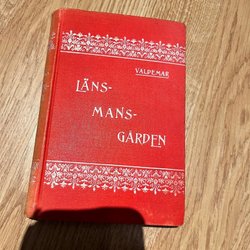 VALDEMAR
LÄNS-
MANS-
GÅRDEN